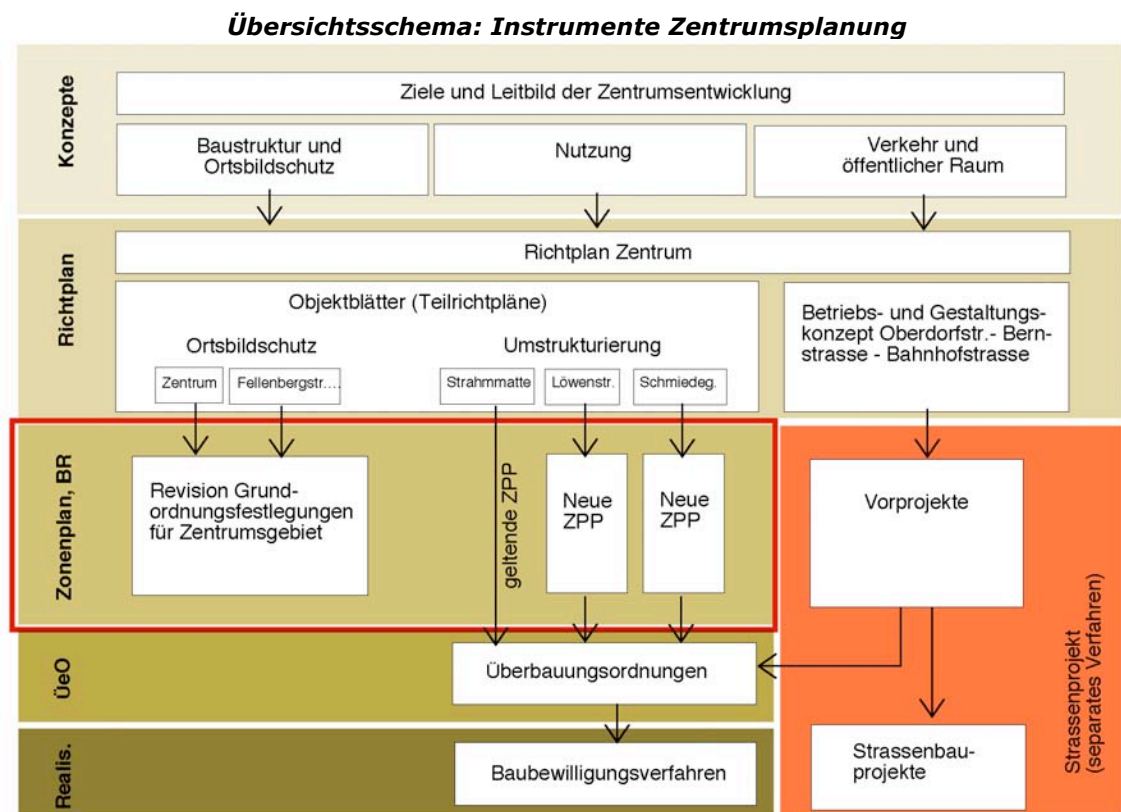 Übersichtsschema: Instrumente Zentrumsplanung
Konzepte
Ziele und Leitbild der Zentrumsentwicklung
Baustruktur und
Ortsbildschutz
Nutzung
Verkehr und
öffentlicher Raum
Richtplan
Richtplan Zentrum
Objektblätter (Teilrichtpläne)
Ortsbildschutz
Umstrukturierung
Zentrum
Fellenbergstr....
Strahmmatte
Löwenstr.
Schmiedeg.
Betriebs- und Gestaltungs-
konzept Oberdorfstr.- Bern-
strasse - Bahnhofstrasse
Zonenplan, BR
Revision Grund-
ordnungsfestlegungen
für Zentrumsgebiet
geltende ZPP
Neue
ZPP
Neue
ZPP
Vorprojekte
Strassenprojekt
(separates Verfahren)
ÜeO
Überbauungsordnungen
Realis.
Baubewilligungsverfahren
Strassenbau-
projekte